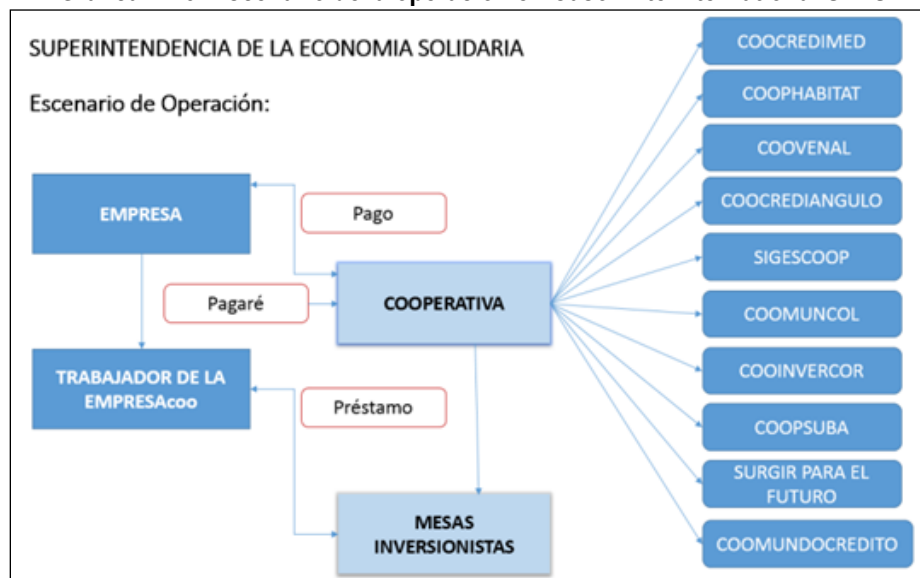 SUPERINTENDENCIA DE LA ECONOMIA SOLIDARIA
Escenario de Operación:
EMPRESA
Pago
Pagaré
COOPERATIVA
TRABAJADOR DE LA
EMPRESAcoo
Préstamo
MESAS
INVERSIONISTAS
COOCREDIMED
COOPHABITAT
COOVENAL
COOCREDIANGULO
SIGESCOOP
COOMUNCOL
COOINVERCOR
COOPSUBA
SURGIR PARA EL
FUTURO
COOMUNDOCREDITO